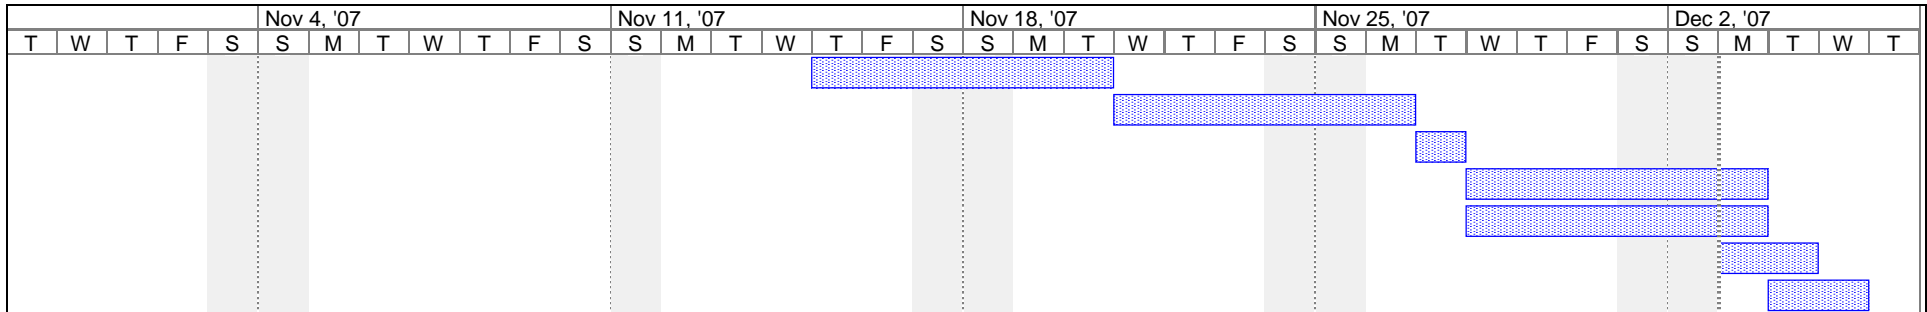 Nov 4, '07 Nov 11, '07 Nov 18, '07 Nov 25, '07 Dec 2, '07
T W T F S S M T W T F S S M T W T F S S M T W T F S S M T W T F S S M T W T